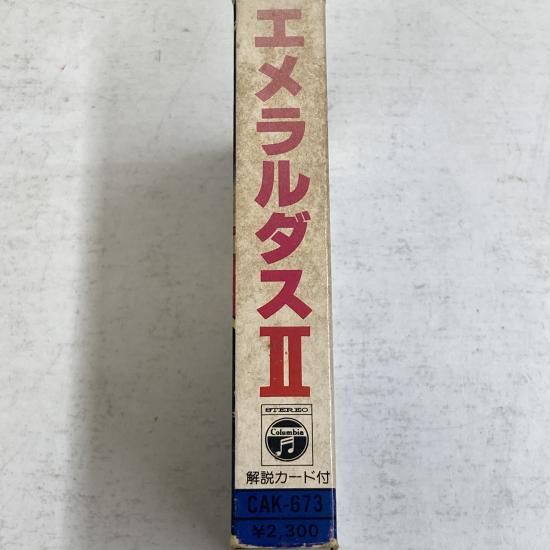 エメラルダスII
STEREO
Columbia
解説カード付
CAK-673
¥2,300